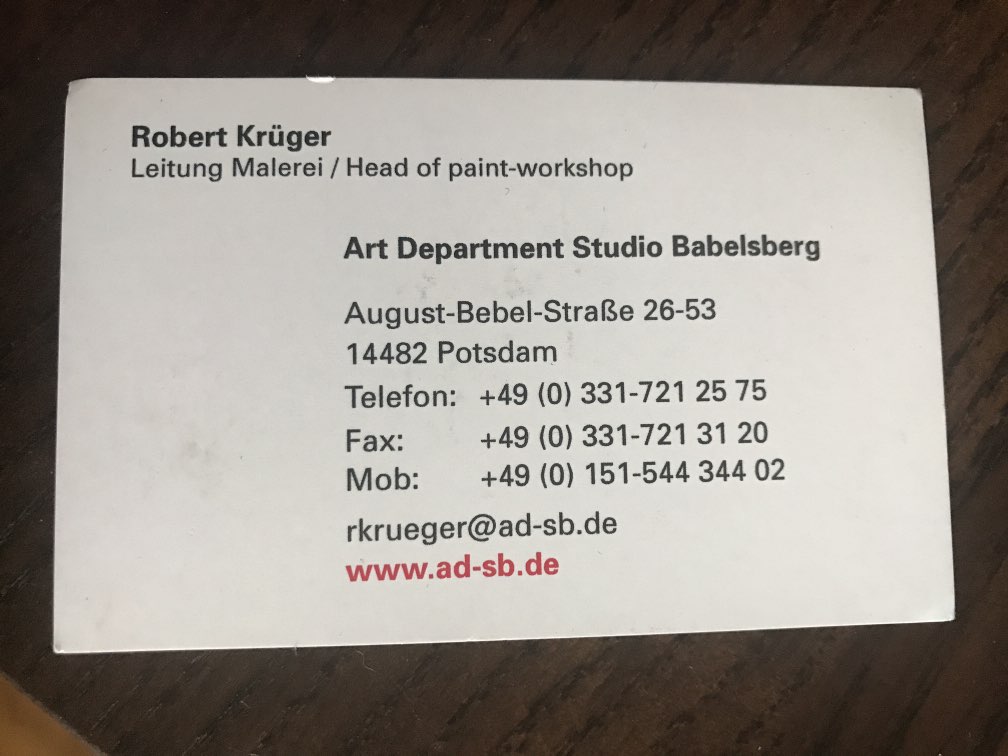 Robert Krüger
Leitung Malerei / Head of paint-workshop
Art Department Studio Babelsberg
August-Bebel-Straße 26-53
14482 Potsdam
Telefon: +49 (0) 331-721 25 75
Fax: +49 (0) 331-721 31 20
Mob: +49 (0) 151-544 344 02
rkrueger@ad-sb.de
www.ad-sb.de